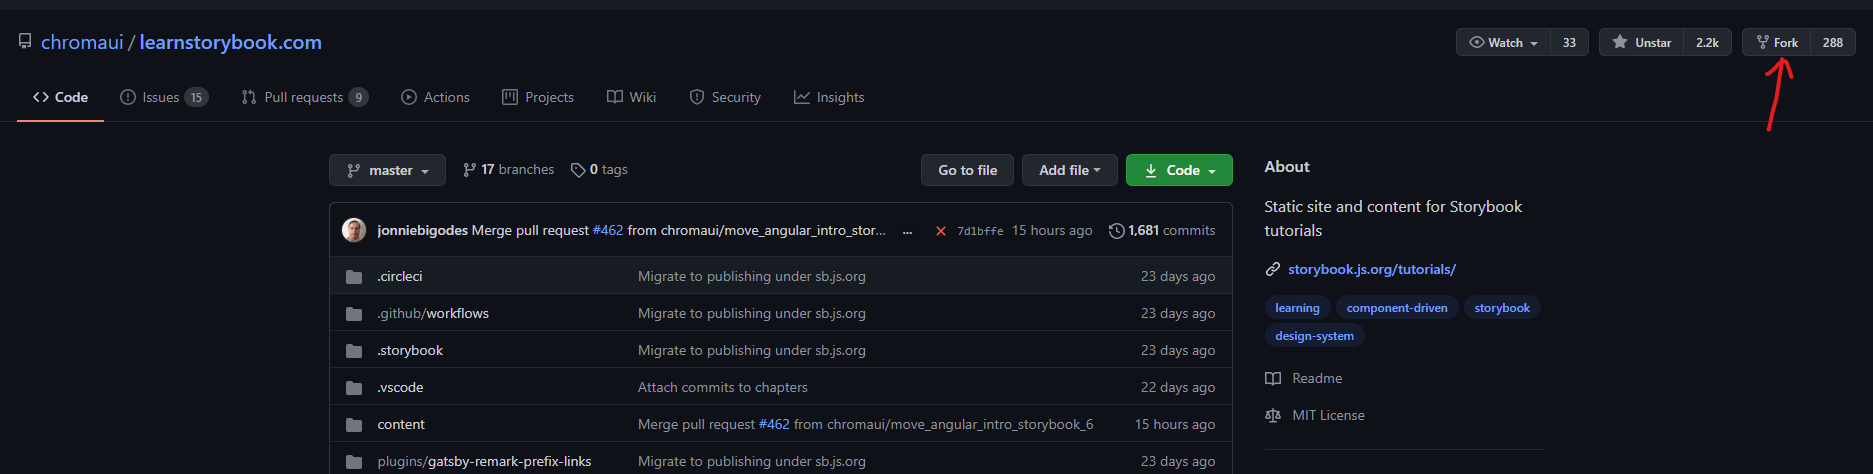 chromaui / learnstorybook.com
Watch 33 Unstar 2.2k Fork 288
Code Issues 15 Pull requests 9 Actions Projects Wiki Security Insights
master 17 branches 0 tags Go to file Add file Code
jonniebigodes Merge pull request #462 from chromaui/move_angular_intro_stor... ... 7d1bffe 15 hours ago 1,681 commits
.circleci Migrate to publishing under sb.js.org 23 days ago
.github/workflows Migrate to publishing under sb.js.org 23 days ago
.storybook Migrate to publishing under sb.js.org 23 days ago
.vscode Attach commits to chapters 22 days ago
content Merge pull request #462 from chromaui/move_angular_intro_storybook_6 15 hours ago
plugins/gatsby-remark-prefix-links Migrate to publishing under sb.js.org 23 days ago
About
Static site and content for Storybook
tutorials
storybook.js.org/tutorials/
learning component-driven storybook
design-system
Readme
MIT License